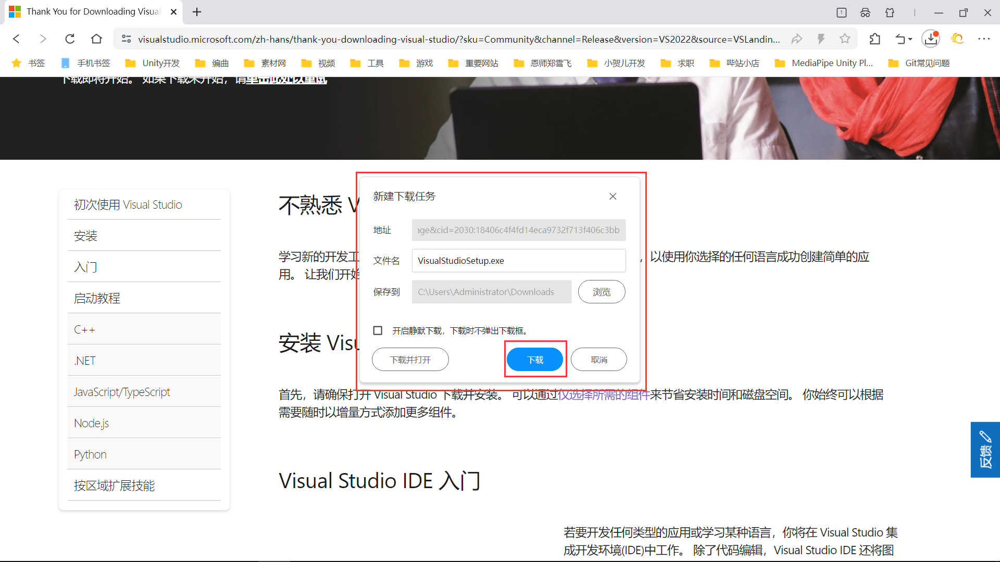 Thank You for Downloading Visual
1
visualstudio.microsoft.com/zh-hans/thank-you-downloading-visual-studio/?sku=Community&channel=Release&version=VS2022&source=VSLandin...
书签 手机书签 Unity开发 编曲 素材网 视频 工具 游戏 重要网站 恩师郑雪飞 小贺儿开发 求职 哔站小店 MediaPipe Unity Pl... Git常见问题
下载即将开始。 如果下载未开始，请单击此处以重试
初次使用 Visual Studio
安装
入门
启动教程
C++
.NET
JavaScript/TypeScript
Node.js
Python
按区域扩展技能
不熟悉 V
学习新的开发工
，以使用你选择的任何语言成功创建简单的应
用。 让我们开始
新建下载任务
地址 age&cid=2030:18406c4f4fd14eca9732f713f406c3bb
文件名 VisualStudioSetup.exe
保存到 C:\Users\Administrator\Downloads 浏览
开启静默下载，下载时不弹出下载框。
下载并打开 下载 取消
安装 Visu
首先，请确保打开 Visual Studio 下载并安装。 可以通过仅选择所需的组件来节省安装时间和磁盘空间。 你始终可以根据
需要随时以增量方式添加更多组件。
反馈
Visual Studio IDE 入门
若要开发任何类型的应用或学习某种语言，你将在 Visual Studio 集
成开发环境(IDE)中工作。 除了代码编辑，Visual Studio IDE 还将图